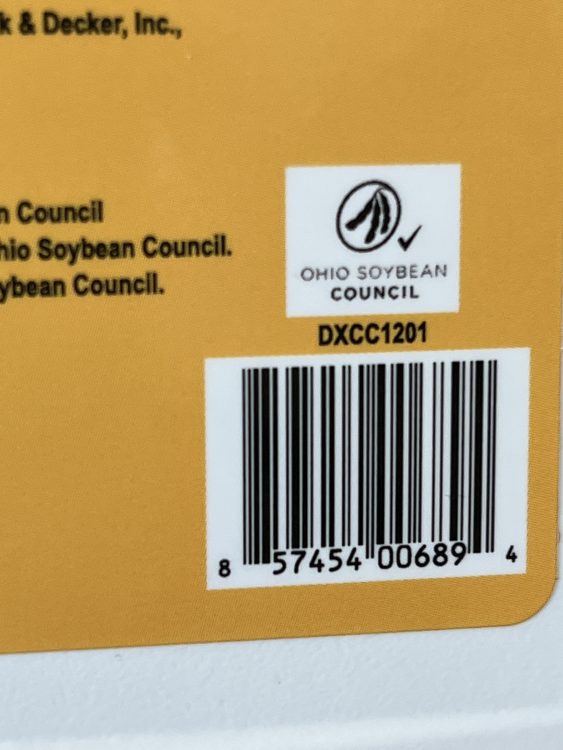 k & Decker, Inc.,
n Council
hio Soybean Council.
ybean Council.
OHIO SOYBEAN
COUNCIL
DXCC1201
8 57454 00689 4